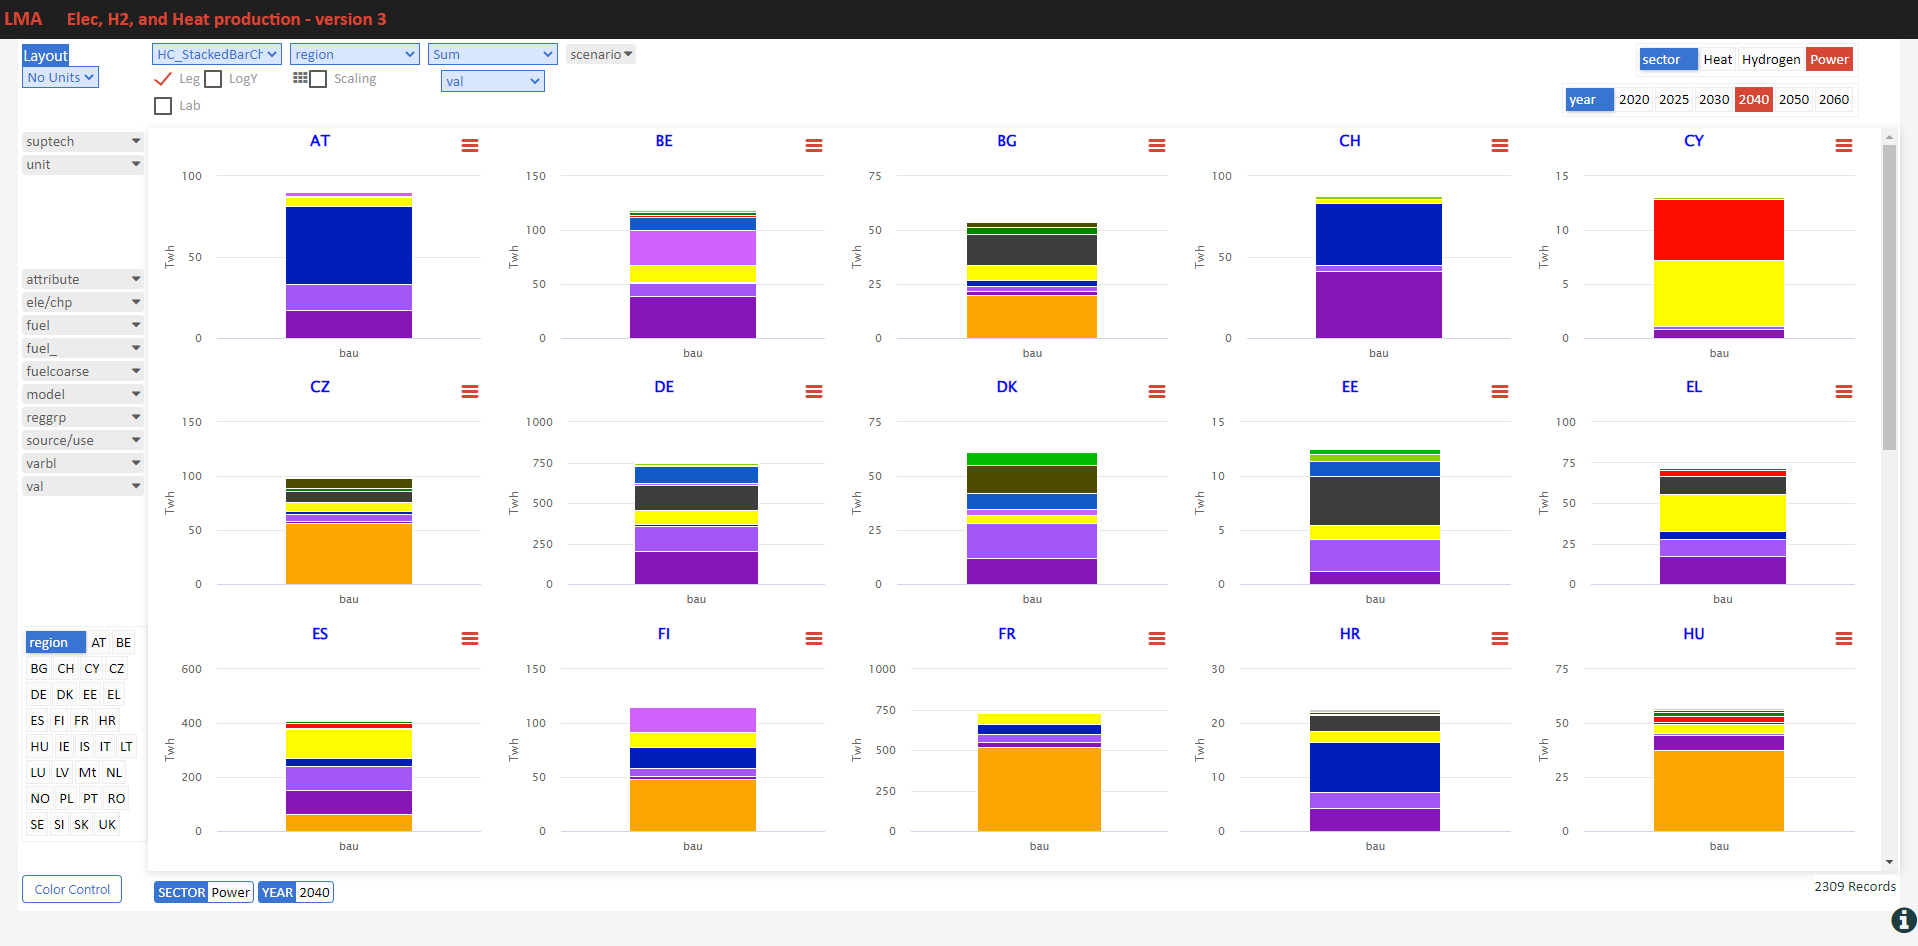 LMA Elec, H2, and Heat production - version 3
Layout
No Units
HC_StackedBarCh region Sum scenario
Leg LogY Scaling val
Lab
sector Heat Hydrogen Power
year 2020 2025 2030 2040 2050 2060
suptech
unit
attribute
ele/chp
fuel
fuel_
fuelcoarse
model
reggrp
source/use
varbl
val
region AT BE
BG CH CY CZ
DE DK EE EL
ES FI FR HR
HU IE IS IT LT
LU LV Mt NL
NO PL PT RO
SE SI SK UK
Color Control
AT
Twh
100
50
0
bau
BE
Twh
150
100
50
0
bau
BG
Twh
75
50
25
0
bau
CH
Twh
100
50
0
bau
CY
Twh
15
10
5
0
bau
CZ
Twh
150
100
50
0
bau
DE
Twh
1000
750
500
250
0
bau
DK
Twh
75
50
25
0
bau
EE
Twh
15
10
5
0
bau
EL
Twh
100
75
50
25
0
bau
ES
Twh
600
400
200
0
bau
FI
Twh
150
100
50
0
bau
FR
Twh
1000
750
500
250
0
bau
HR
Twh
30
20
10
0
bau
HU
Twh
75
50
25
0
bau
SECTOR Power YEAR 2040
2309 Records